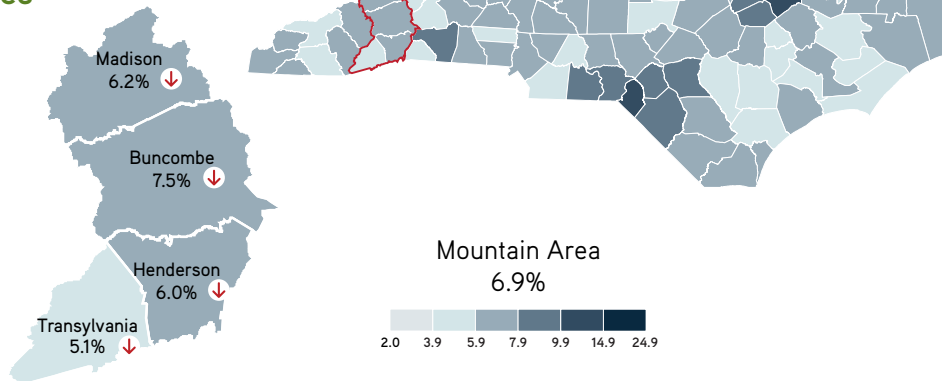 Madison
6.2%
Buncombe
7.5%
Henderson
6.0%
Transylvania
5.1%
Mountain Area
6.9%
2.0 3.9 5.9 7.9 9.9 14.9 24.9